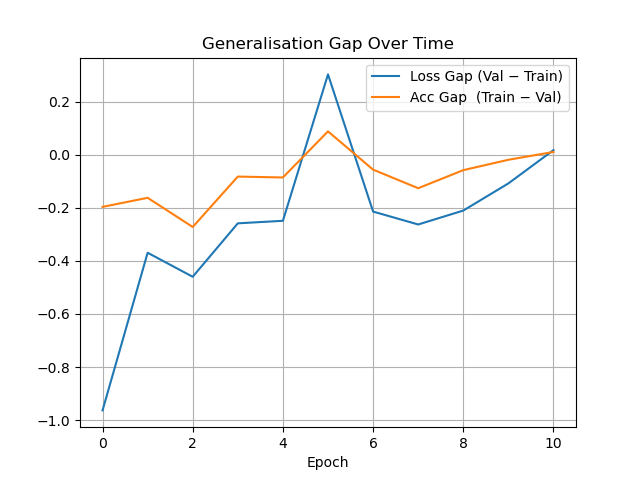 Generalisation Gap Over Time
Loss Gap (Val − Train)
Acc Gap  (Train − Val)
0.2
0.0
−0.2
−0.4
−0.6
−0.8
−1.0
0 2 4 6 8 10
Epoch